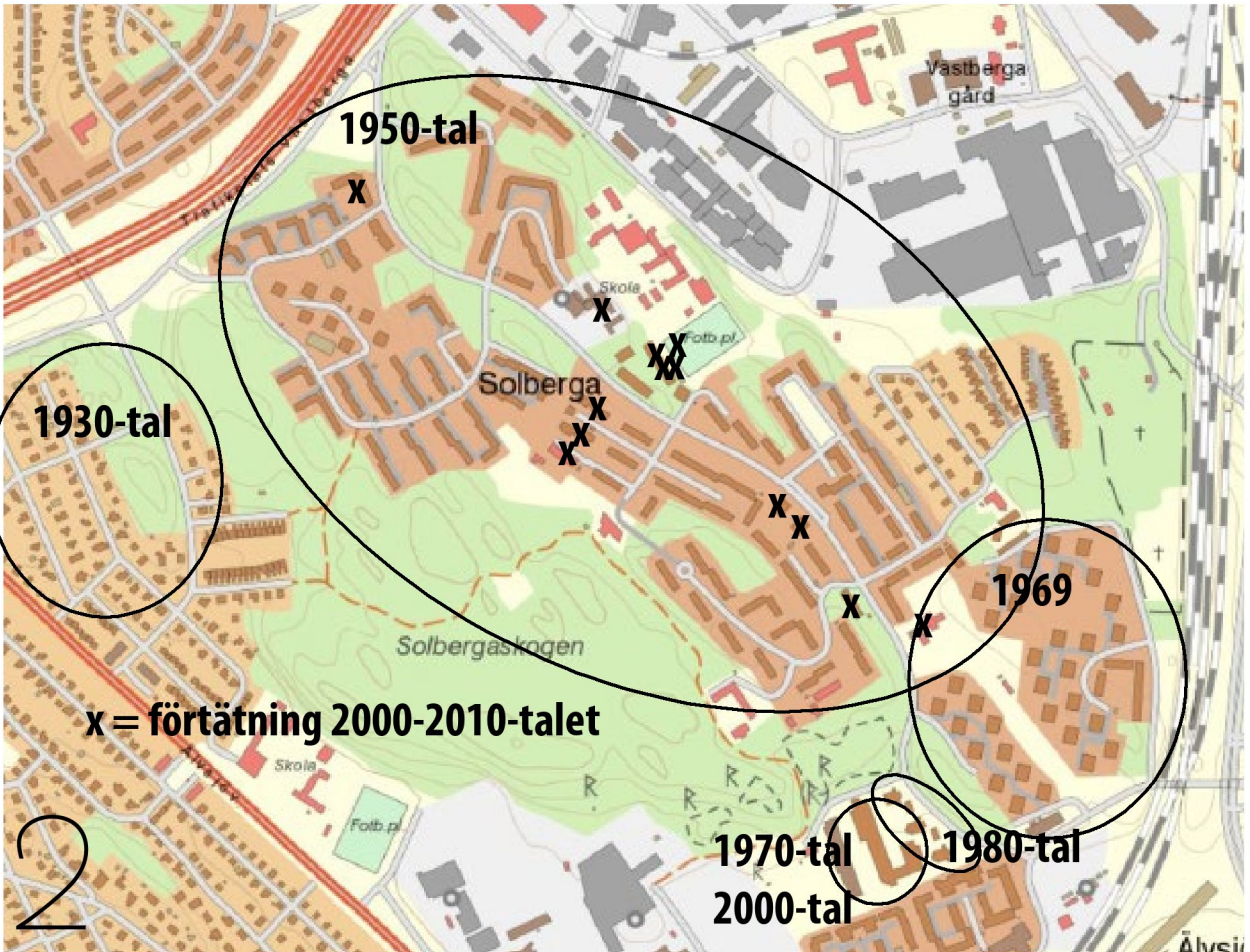 Västberga
gård
1950-tal
x
Skola
x
Fotb.pl.
x
x
x x
Solberga
x
x
x
1930-tal
x
x
1969
x
x
Solbergaskogen
x = förtätning 2000-2010-talet
Skola
Fotb.pl.
R
R
R
R
R
1970-tal
1980-tal
2000-tal
2
Älvsj